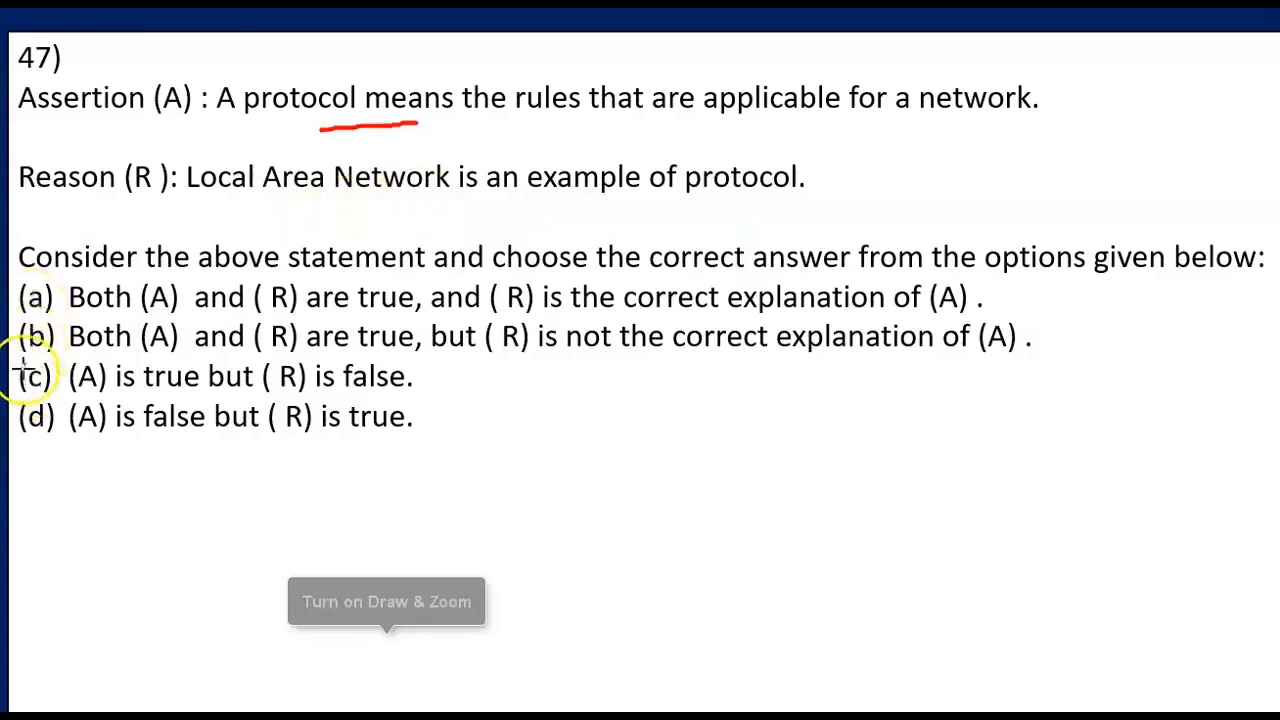 47)
Assertion (A) : A protocol means the rules that are applicable for a network.
Reason (R ): Local Area Network is an example of protocol.
Consider the above statement and choose the correct answer from the options given below:
(a) Both (A) and ( R) are true, and ( R) is the correct explanation of (A) .
(b) Both (A) and ( R) are true, but ( R) is not the correct explanation of (A) .
(c) (A) is true but ( R) is false.
(d) (A) is false but ( R) is true.
Turn on Draw & Zoom